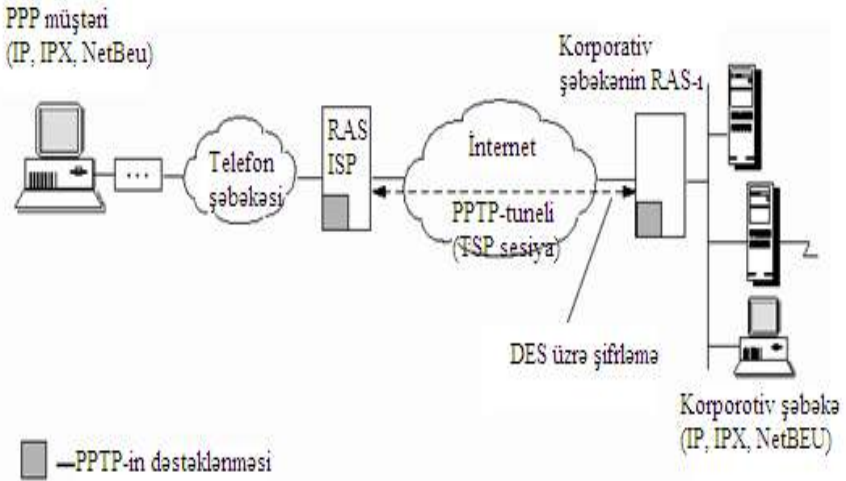 PPP müştəri
(IP, IPX, NetBeu)
Korporativ
şəbəkənin RAS-ı
RAS
ISP
Telefon
şəbəkəsi
İnternet
PPTP-tuneli
(TSP sesiya)
DES üzrə şifrləmə
Korporotiv şəbəkə
(IP, IPX, NetBEU)
—PPTP-in dəstəklənməsi